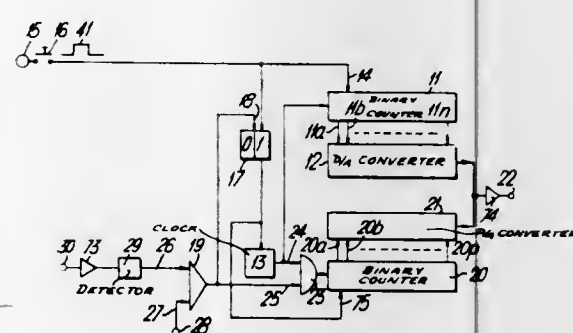 15 16 41
14 11
18
BINARY
11b COUNTER 11n
11a
0 1
17
12 D/A CONVERTER
22
74
21
CLOCK
24 20a 20b D/A CONVERTER
20p
13
30 73 29 26 19
BINARY
COUNTER 20
DETECTOR
25 23 75
27
28